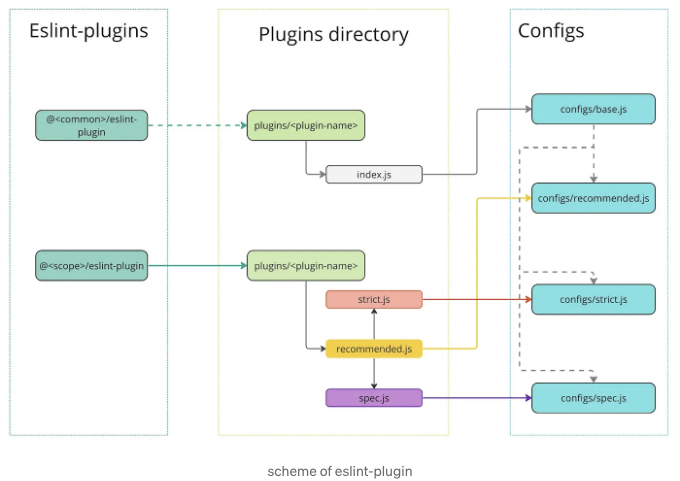 Eslint-plugins
Plugins directory
Configs
@<common>/eslint-
plugin
plugins/<plugin-name>
configs/base.js
index.js
configs/recommended.js
@<scope>/eslint-plugin
plugins/<plugin-name>
strict.js
configs/strict.js
recommended.js
spec.js
configs/spec.js
scheme of eslint-plugin